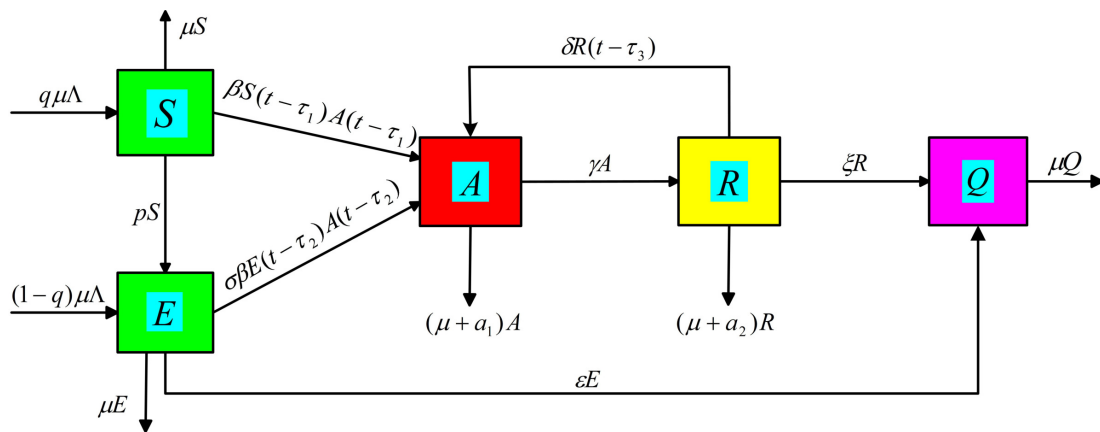 μS
δR(t−τ₃)
qμΛ
S
βS(t−τ₁)A(t−τ₁)
A
γA
R
ξR
Q
μQ
pS
σβE(t−τ₂)A(t−τ₂)
(1−q)μΛ
E
(μ+a₁)A
(μ+a₂)R
εE
μE